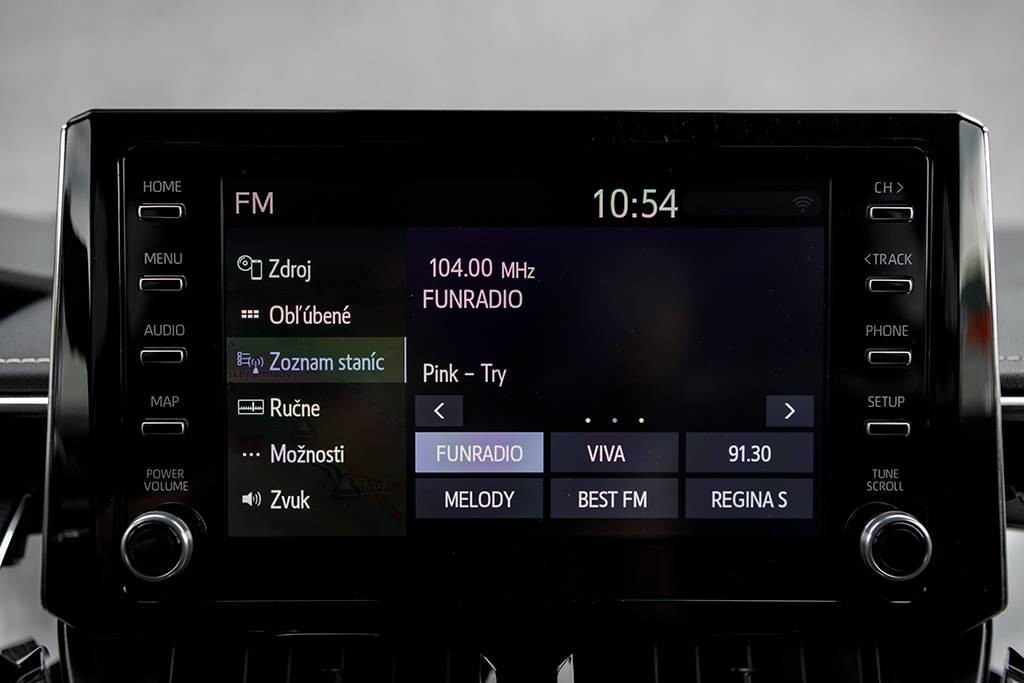 HOME
MENU
AUDIO
MAP
POWER
VOLUME
FM
10:54
Zdroj
Obľúbené
Zoznam staníc
Ručne
Možnosti
Zvuk
104.00 MHz
FUNRADIO
Pink – Try
<
>
FUNRADIO
VIVA
91.30
MELODY
BEST FM
REGINA S
CH >
<TRACK
PHONE
SETUP
TUNE
SCROLL